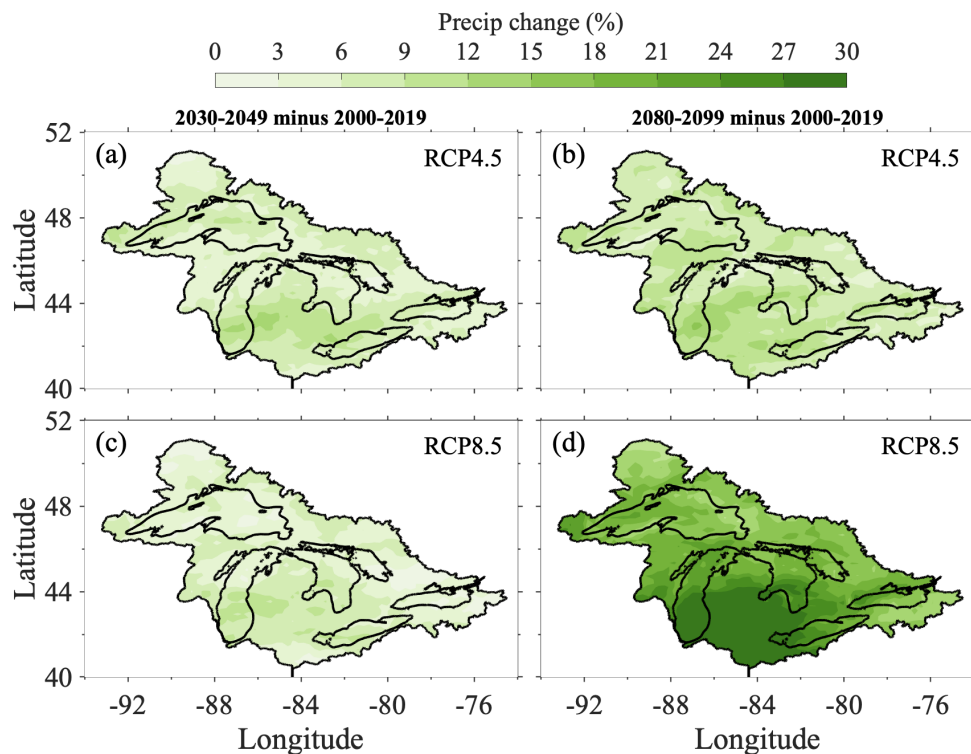 Precip change (%)
0 3 6 9 12 15 18 21 24 27 30
2030-2049 minus 2000-2019
2080-2099 minus 2000-2019
52
48
44
40
Latitude
(a)
RCP4.5
(b)
RCP4.5
52
48
44
40
Latitude
(c)
RCP8.5
(d)
RCP8.5
-92 -88 -84 -80 -76
-92 -88 -84 -80 -76
Longitude
Longitude